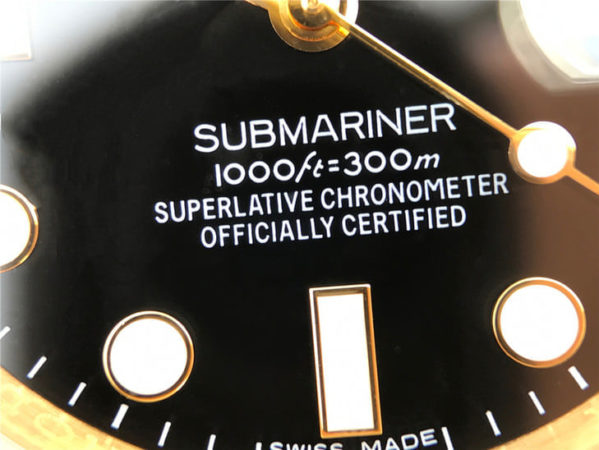 SUBMARINER
1000ft=300m
SUPERLATIVE CHRONOMETER
OFFICIALLY CERTIFIED
SWISS MADE